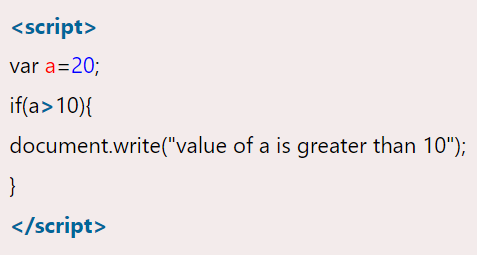 <script>
var a=20;
if(a>10){
document.write("value of a is greater than 10");
}
</script>